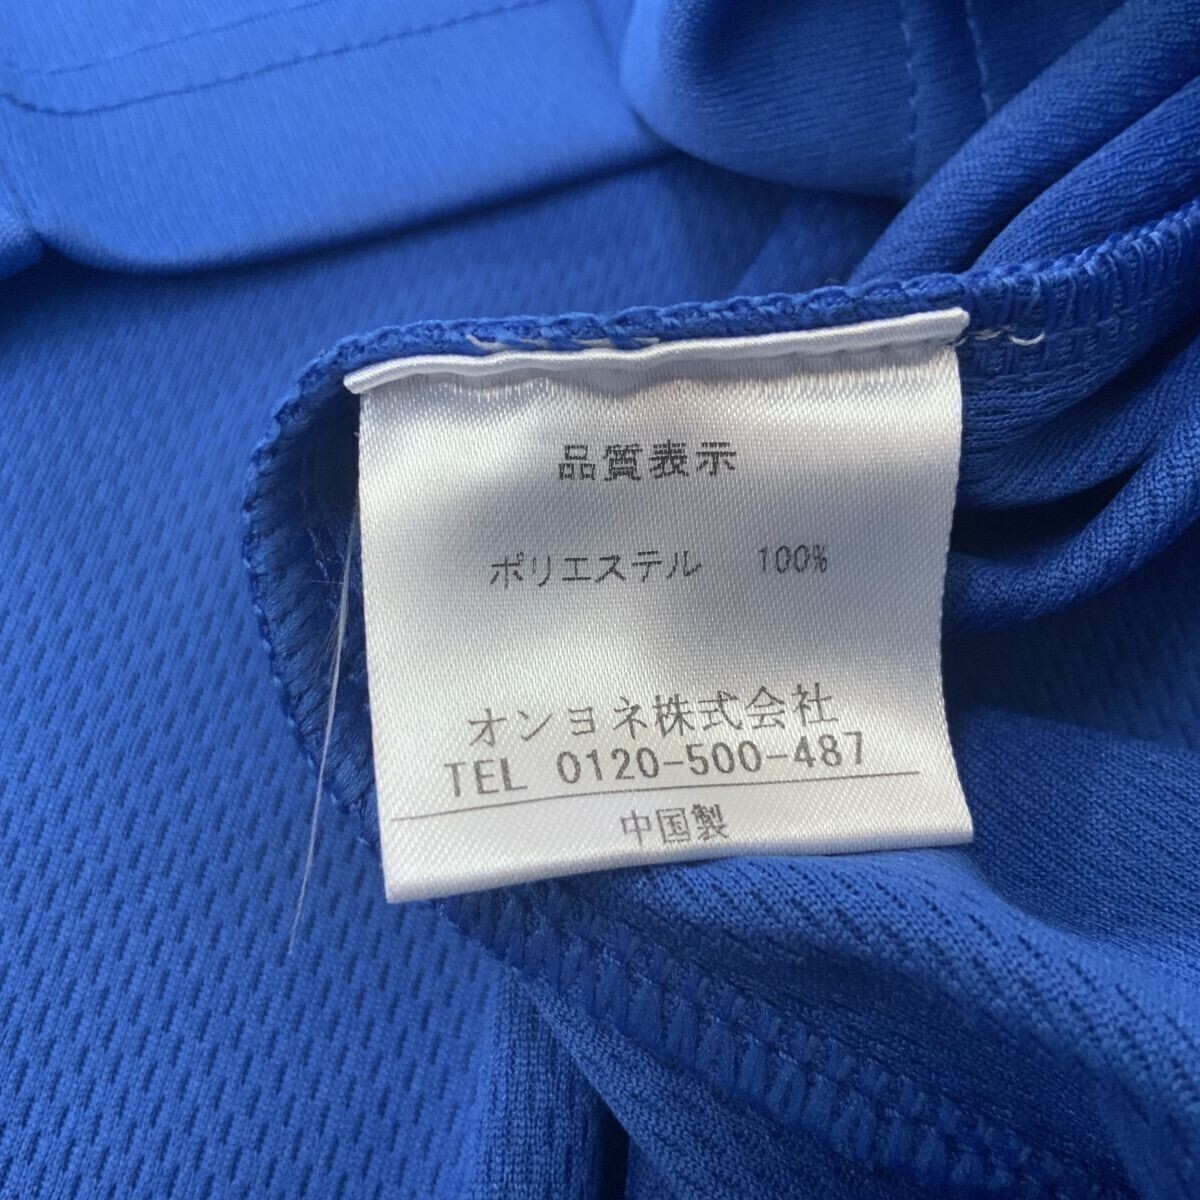 品質表示
ポリエステル 100%
オンヨネ株式会社
TEL 0120-500-487
中国製